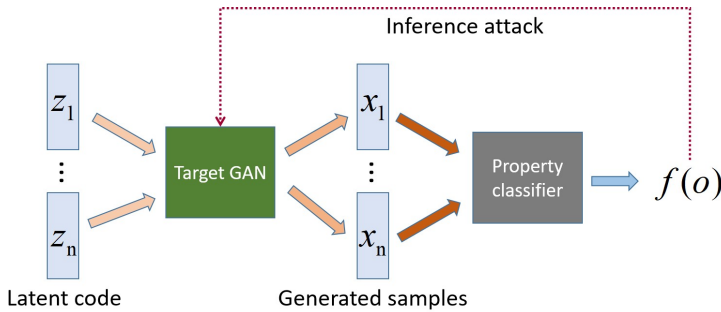 Inference attack
z1
x1
Target GAN
Property
classifier
f(o)
⋮
⋮
zn
xn
Latent code
Generated samples